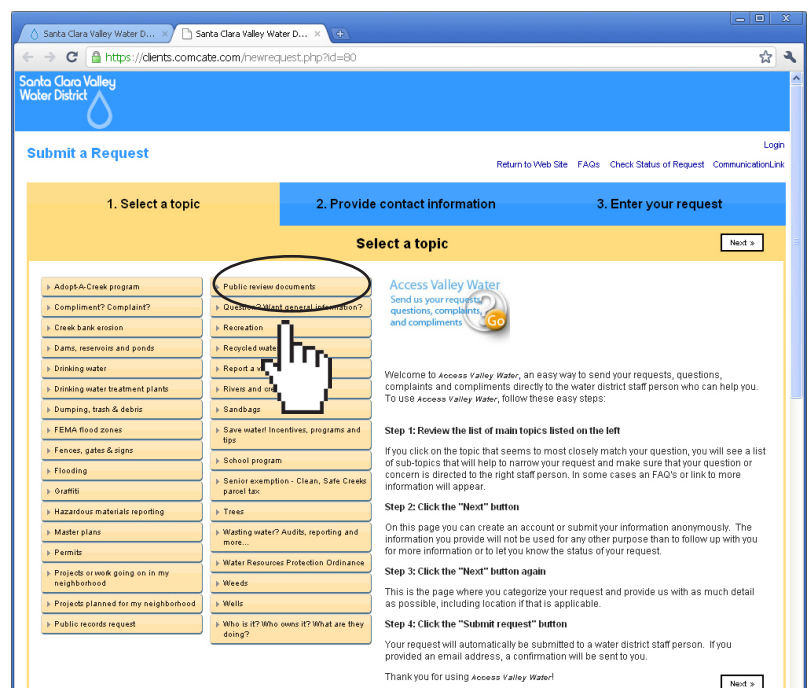 Santa Clara Valley Water D...
Santa Clara Valley Water D...
https://clients.comcate.com/newrequest.php?id=80
Santa Clara Valley
Water District
Submit a Request
Login
Return to Web Site FAQs Check Status of Request CommunicationLink
1. Select a topic
2. Provide contact information
3. Enter your request
Select a topic
Next »
Adopt-A-Creek program
Compliment? Complaint?
Creek bank erosion
Dams, reservoirs and ponds
Drinking water
Drinking water treatment plants
Dumping, trash & debris
FEMA flood zones
Fences, gates & signs
Flooding
Graffiti
Hazardous materials reporting
Master plans
Permits
Projects or work going on in my
neighborhood
Projects planned for my neighborhood
Public records request
Public review documents
Question? Want general information?
Recreation
Recycled
Report a
Rivers and
Sandbags
Save water! Incentives, programs and
tips
School program
Senior exemption - Clean, Safe Creeks
parcel tax
Trees
Wasting water? Audits, reporting and
more...
Water Resources Protection Ordinance
Weeds
Wells
Who is it? Who owns it? What are they
doing?
Access Valley Water
Send us your requests,
questions, complaints,
and compliments
Go
Welcome to Access Valley Water, an easy way to send your requests, questions,
complaints and compliments directly to the water district staff person who can help you.
To use Access Valley Water, follow these easy steps:
Step 1: Review the list of main topics listed on the left
If you click on the topic that seems to most closely match your question, you will see a list
of sub-topics that will help to narrow your request and make sure that your question or
concern is directed to the right staff person. In some cases an FAQ's or link to more
information will appear.
Step 2: Click the "Next" button
On this page you can create an account or submit your information anonymously. The
information you provide will not be used for any other purpose than to follow up with you
for more information or to let you know the status of your request.
Step 3: Click the "Next" button again
This is the page where you categorize your request and provide us with as much detail
as possible, including location if that is applicable.
Step 4: Click the "Submit request" button
Your request will automatically be submitted to a water district staff person. If you
provided an email address, a confirmation will be sent to you.
Thank you for using Access Valley Water!
Next »